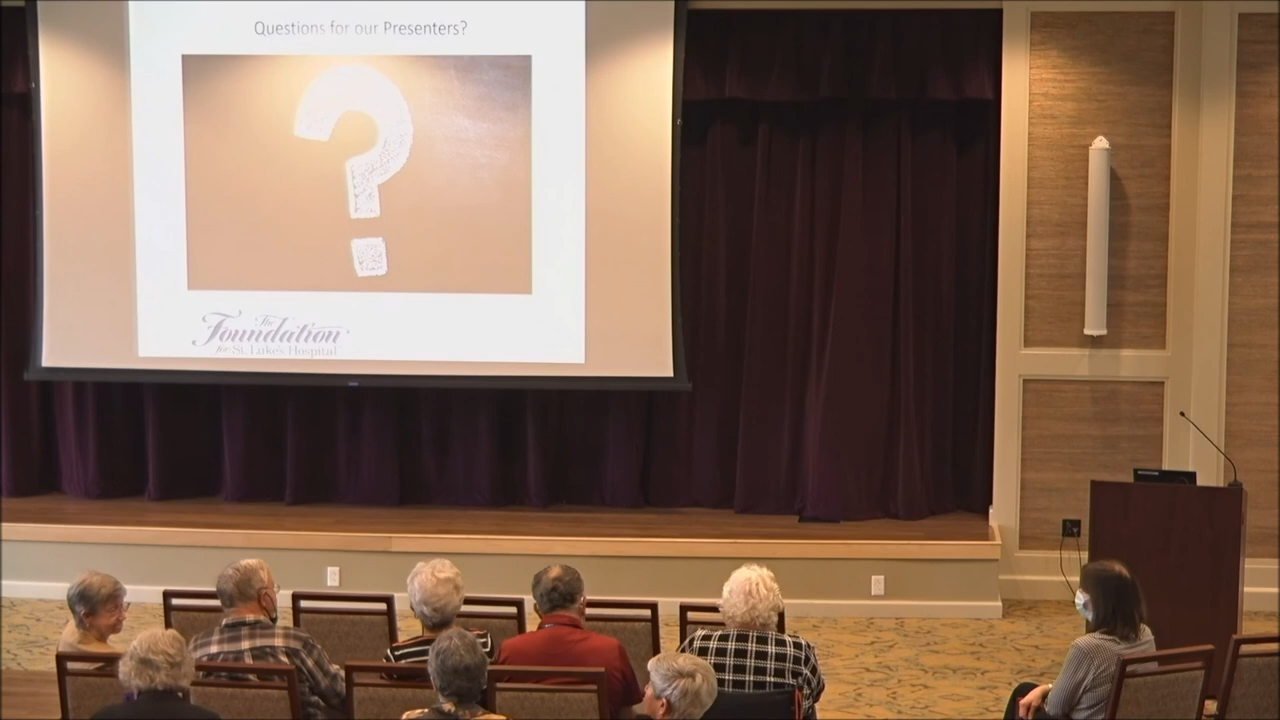 Questions for our Presenters?
?
The
Foundation
for St. Luke's Hospital